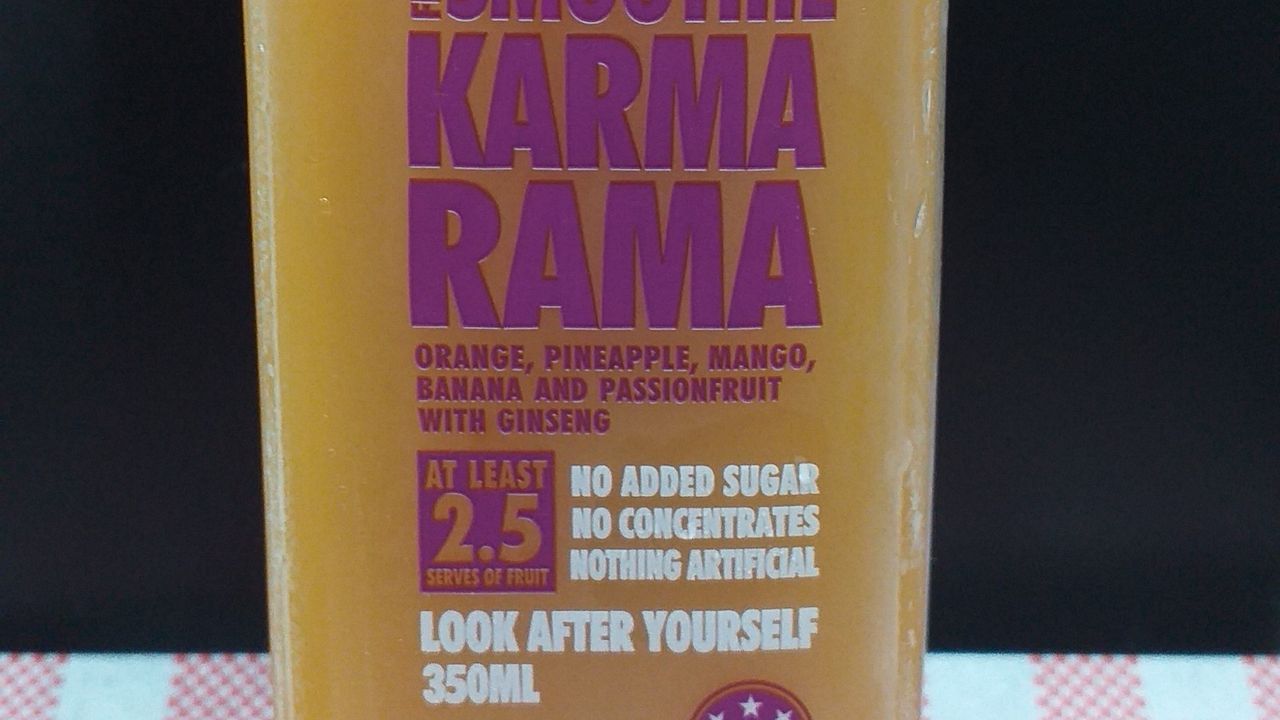 SMOOTHIE
KARMA
RAMA
ORANGE, PINEAPPLE, MANGO,
BANANA AND PASSIONFRUIT
WITH GINSENG
AT LEAST
2.5
SERVES OF FRUIT
NO ADDED SUGAR
NO CONCENTRATES
NOTHING ARTIFICIAL
LOOK AFTER YOURSELF
350ML